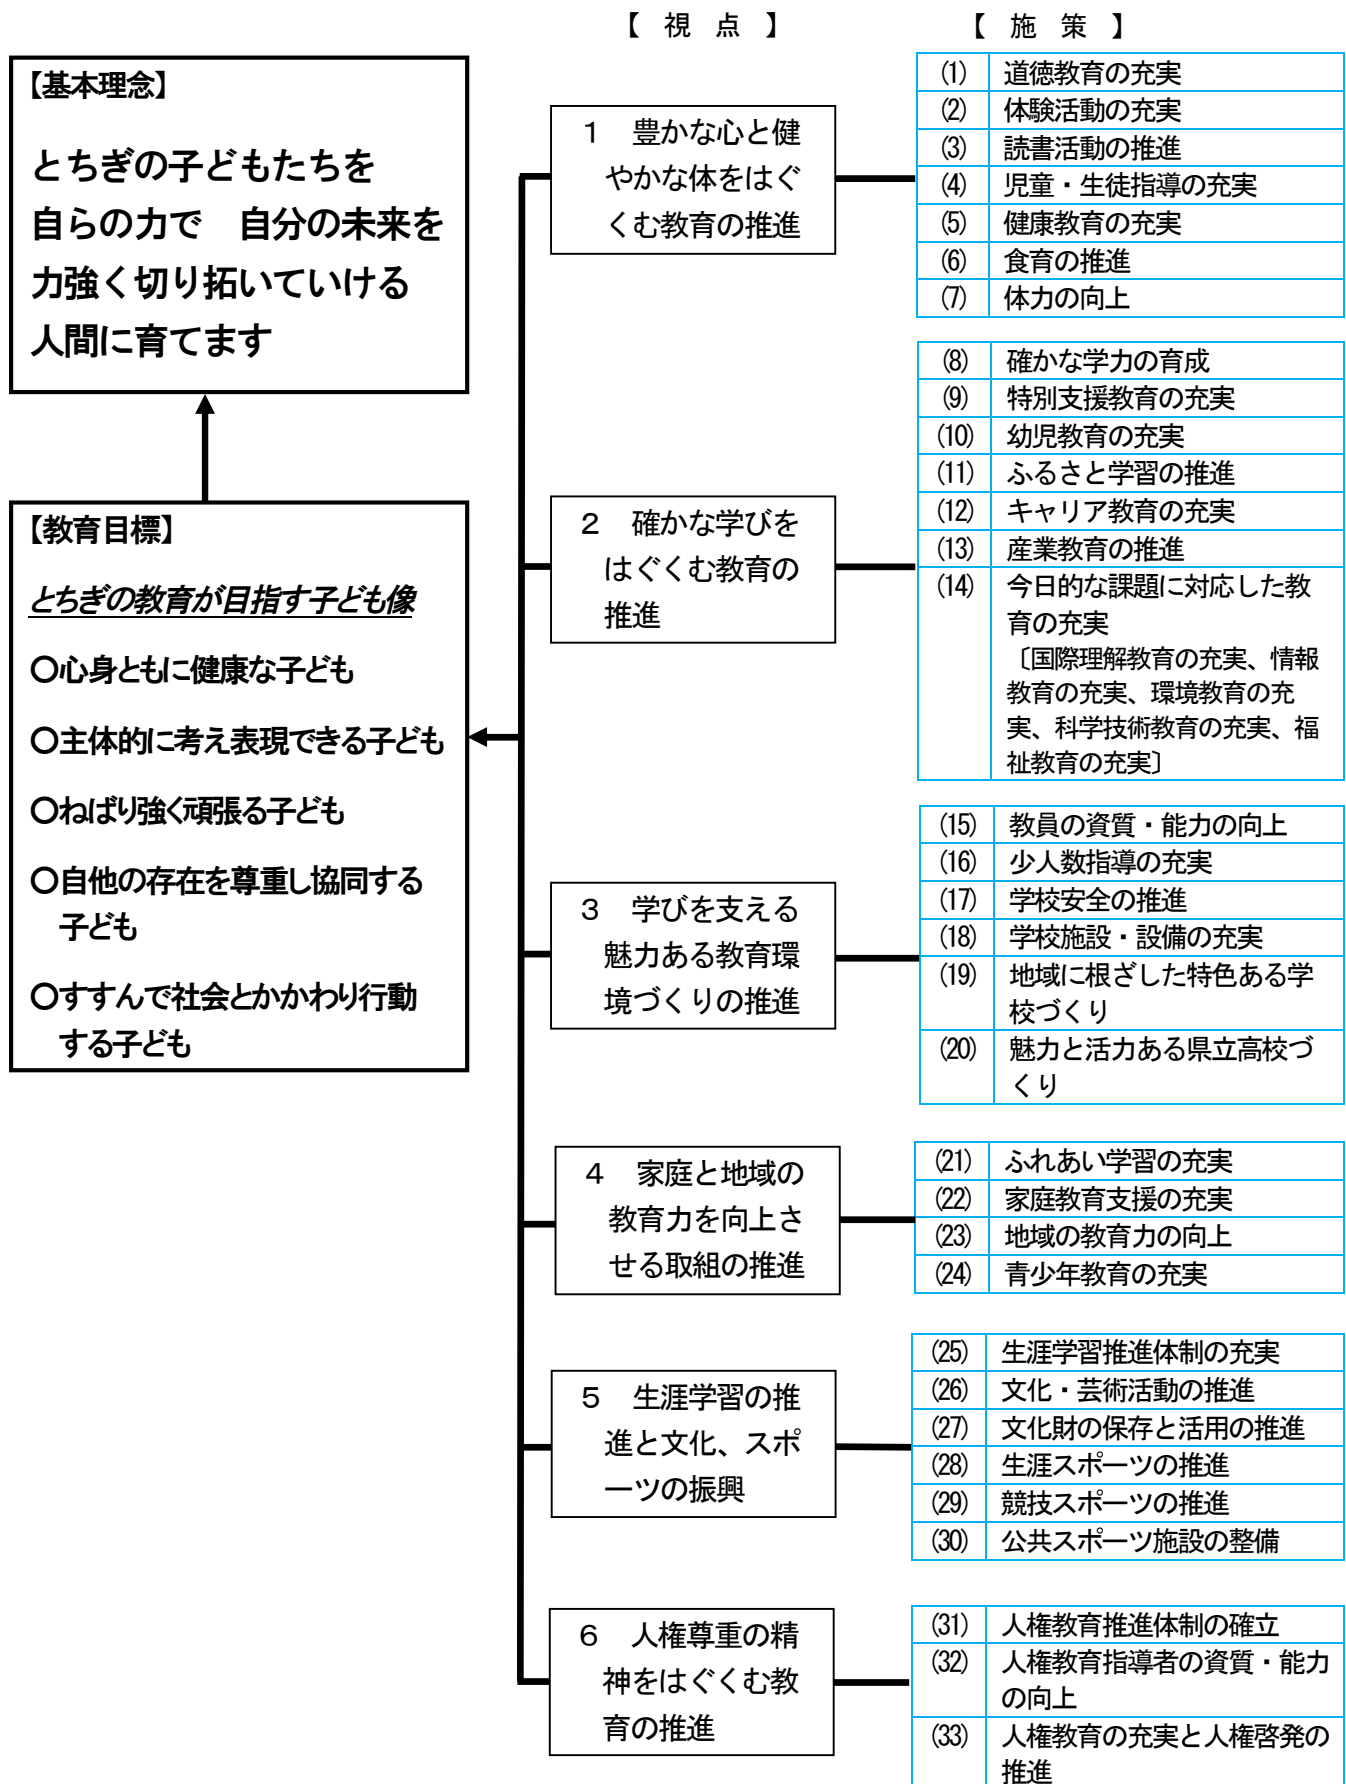 【　視　点　】
【　施　策　】
【基本理念】
とちぎの子どもたちを
自らの力で　自分の未来を
力強く切り拓いていける
人間に育てます
【教育目標】
とちぎの教育が目指す子ども像
○心身ともに健康な子ども
○主体的に考え表現できる子ども
○ねばり強く頑張る子ども
○自他の存在を尊重し協同する
子ども
○すすんで社会とかかわり行動
する子ども
１　豊かな心と健
やかな体をはぐ
くむ教育の推進
(1)　道徳教育の充実
(2)　体験活動の充実
(3)　読書活動の推進
(4)　児童・生徒指導の充実
(5)　健康教育の充実
(6)　食育の推進
(7)　体力の向上
２　確かな学びを
はぐくむ教育の
推進
(8)　確かな学力の育成
(9)　特別支援教育の充実
(10)　幼児教育の充実
(11)　ふるさと学習の推進
(12)　キャリア教育の充実
(13)　産業教育の推進
(14)　今日的な課題に対応した教
育の充実
〔国際理解教育の充実、情報
教育の充実、環境教育の充
実、科学技術教育の充実、福
祉教育の充実〕
３　学びを支える
魅力ある教育環
境づくりの推進
(15)　教員の資質・能力の向上
(16)　少人数指導の充実
(17)　学校安全の推進
(18)　学校施設・設備の充実
(19)　地域に根ざした特色ある学
校づくり
(20)　魅力と活力ある県立高校づ
くり
４　家庭と地域の
教育力を向上さ
せる取組の推進
(21)　ふれあい学習の充実
(22)　家庭教育支援の充実
(23)　地域の教育力の向上
(24)　青少年教育の充実
５　生涯学習の推
進と文化、スポ
ーツの振興
(25)　生涯学習推進体制の充実
(26)　文化・芸術活動の推進
(27)　文化財の保存と活用の推進
(28)　生涯スポーツの推進
(29)　競技スポーツの推進
(30)　公共スポーツ施設の整備
６　人権尊重の精
神をはぐくむ教
育の推進
(31)　人権教育推進体制の確立
(32)　人権教育指導者の資質・能力
の向上
(33)　人権教育の充実と人権啓発の
推進